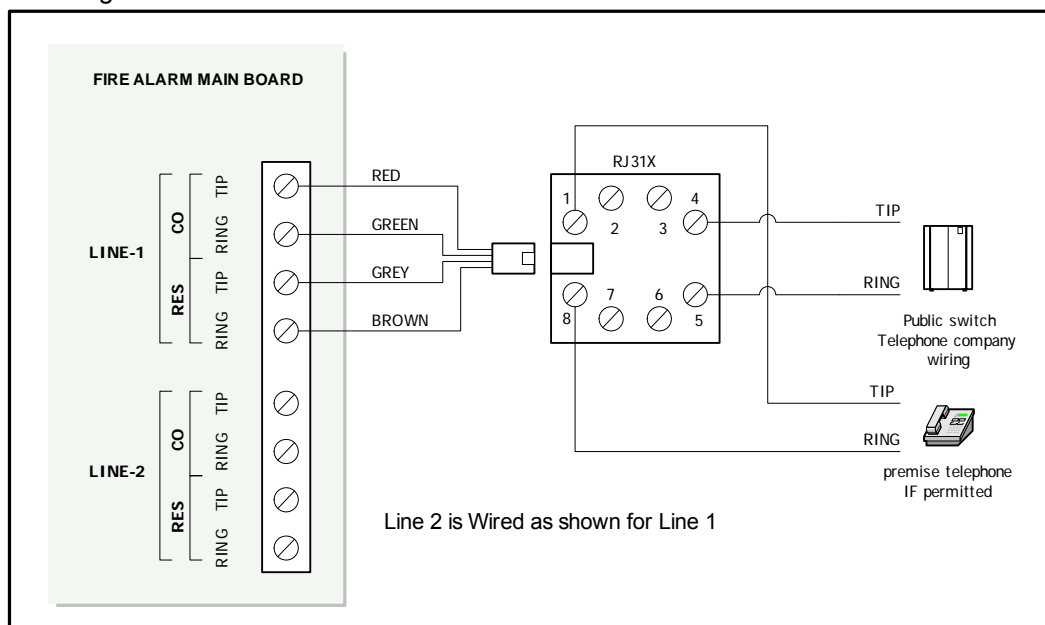 FIRE ALARM MAIN BOARD
LINE-1
CO
TIP
RING
RES
TIP
RING
RED
GREEN
GREY
BROWN
LINE-2
CO
TIP
RING
RES
TIP
RING
RJ31X
1
2
3
4
5
6
7
8
TIP
RING
Public switch
Telephone company
wiring
TIP
RING
premise telephone
IF permitted
Line 2 is Wired as shown for Line 1